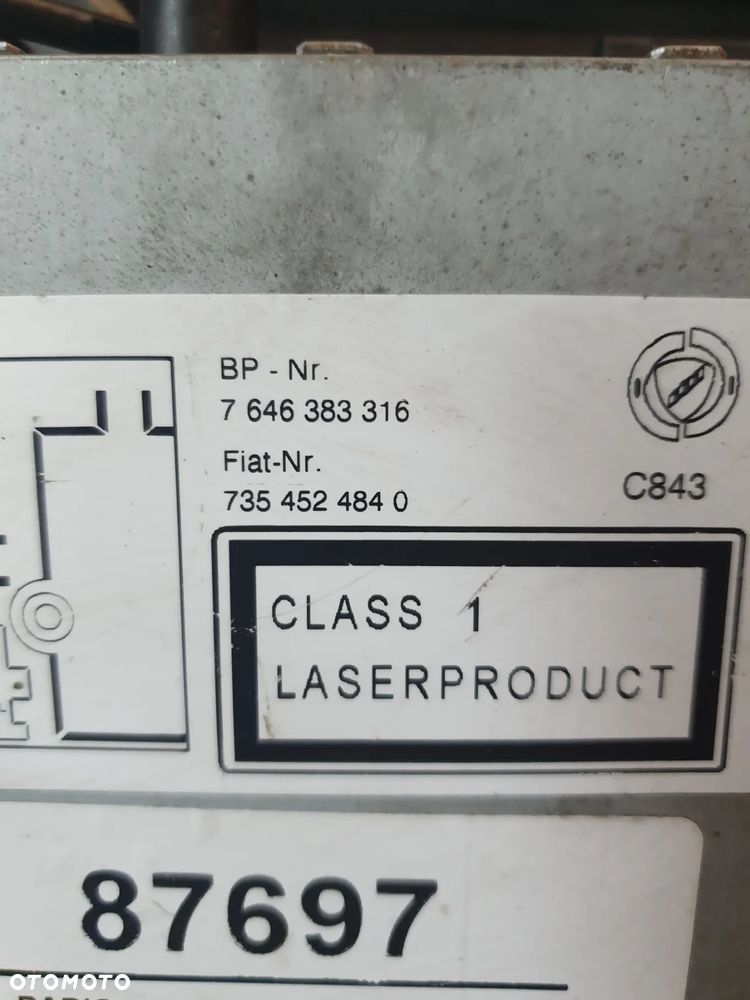 BP - Nr.
7 646 383 316
Fiat-Nr.
735 452 484 0
C843
CLASS 1
LASERPRODUCT
87697
OTOMOTO